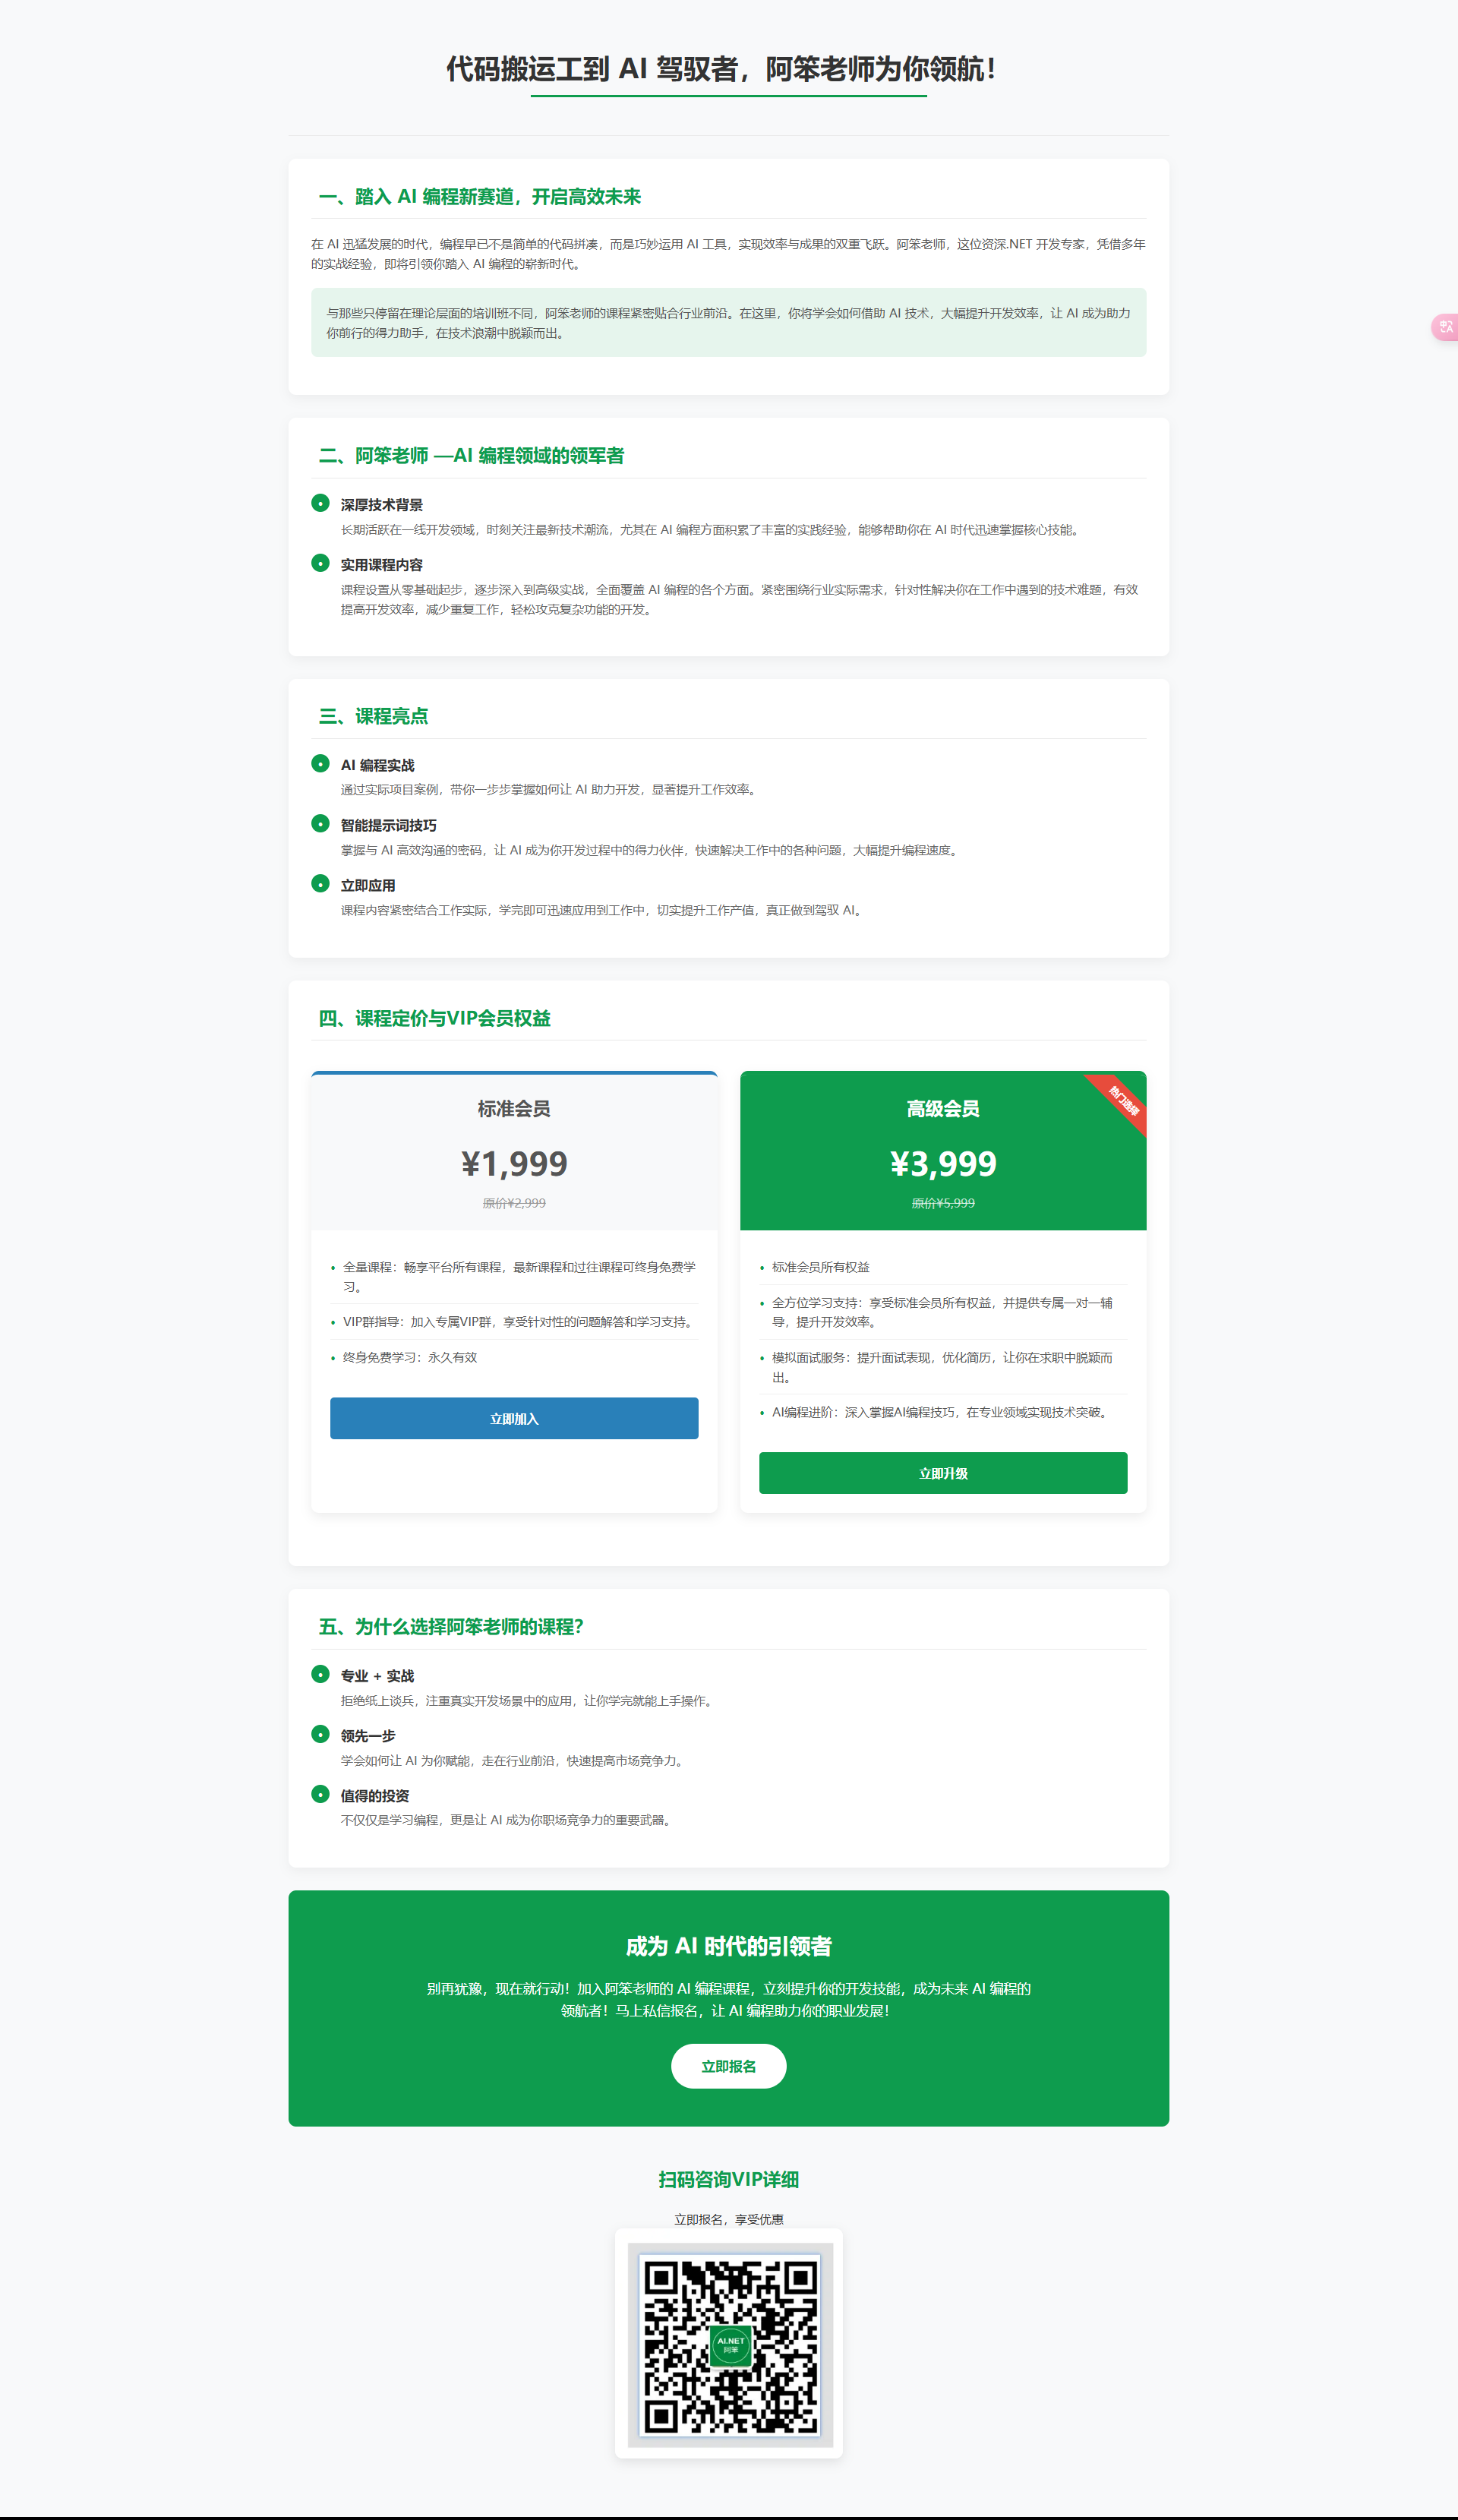 代码搬运工到 AI 驾驭者，阿笨老师为你领航！
一、踏入 AI 编程新赛道，开启高效未来
在 AI 迅猛发展的时代，编程早已不是简单的代码拼凑，而是巧妙运用 AI 工具，实现效率与成果的双重飞跃。阿笨老师，这位资深.NET 开发专家，凭借多年
的实战经验，即将引领你踏入 AI 编程的崭新时代。
与那些只停留在理论层面的培训班不同，阿笨老师的课程紧密贴合行业前沿。在这里，你将学会如何借助 AI 技术，大幅提升开发效率，让 AI 成为助力
你前行的得力助手，在技术浪潮中脱颖而出。
二、阿笨老师 —AI 编程领域的领军者
深厚技术背景
长期活跃在一线开发领域，时刻关注最新技术潮流，尤其在 AI 编程方面积累了丰富的实践经验，能够帮助你在 AI 时代迅速掌握核心技能。
实用课程内容
课程设置从零基础起步，逐步深入到高级实战，全面覆盖 AI 编程的各个方面。紧密围绕行业实际需求，针对性解决你在工作中遇到的技术难题，有效
提高开发效率，减少重复工作，轻松攻克复杂功能的开发。
三、课程亮点
AI 编程实战
通过实际项目案例，带你一步步掌握如何让 AI 助力开发，显著提升工作效率。
智能提示词技巧
掌握与 AI 高效沟通的密码，让 AI 成为你开发过程中的得力伙伴，快速解决工作中的各种问题，大幅提升编程速度。
立即应用
课程内容紧密结合工作实际，学完即可迅速应用到工作中，切实提升工作产值，真正做到驾驭 AI。
四、课程定价与VIP会员权益
标准会员
¥1,999
原价¥2,999
• 全量课程：畅享平台所有课程，最新课程和过往课程可终身免费学
习。
• VIP群指导：加入专属VIP群，享受针对性的问题解答和学习支持。
• 终身免费学习：永久有效
立即加入
热门选择
高级会员
¥3,999
原价¥5,999
• 标准会员所有权益
• 全方位学习支持：享受标准会员所有权益，并提供专属一对一辅
导，提升开发效率。
• 模拟面试服务：提升面试表现，优化简历，让你在求职中脱颖而
出。
• AI编程进阶：深入掌握AI编程技巧，在专业领域实现技术突破。
立即升级
五、为什么选择阿笨老师的课程？
专业 + 实战
拒绝纸上谈兵，注重真实开发场景中的应用，让你学完就能上手操作。
领先一步
学会如何让 AI 为你赋能，走在行业前沿，快速提高市场竞争力。
值得的投资
不仅仅是学习编程，更是让 AI 成为你职场竞争力的重要武器。
成为 AI 时代的引领者
别再犹豫，现在就行动！加入阿笨老师的 AI 编程课程，立刻提升你的开发技能，成为未来 AI 编程的
领航者！马上私信报名，让 AI 编程助力你的职业发展！
立即报名
扫码咨询VIP详细
立即报名，享受优惠
AI.NET
阿笨